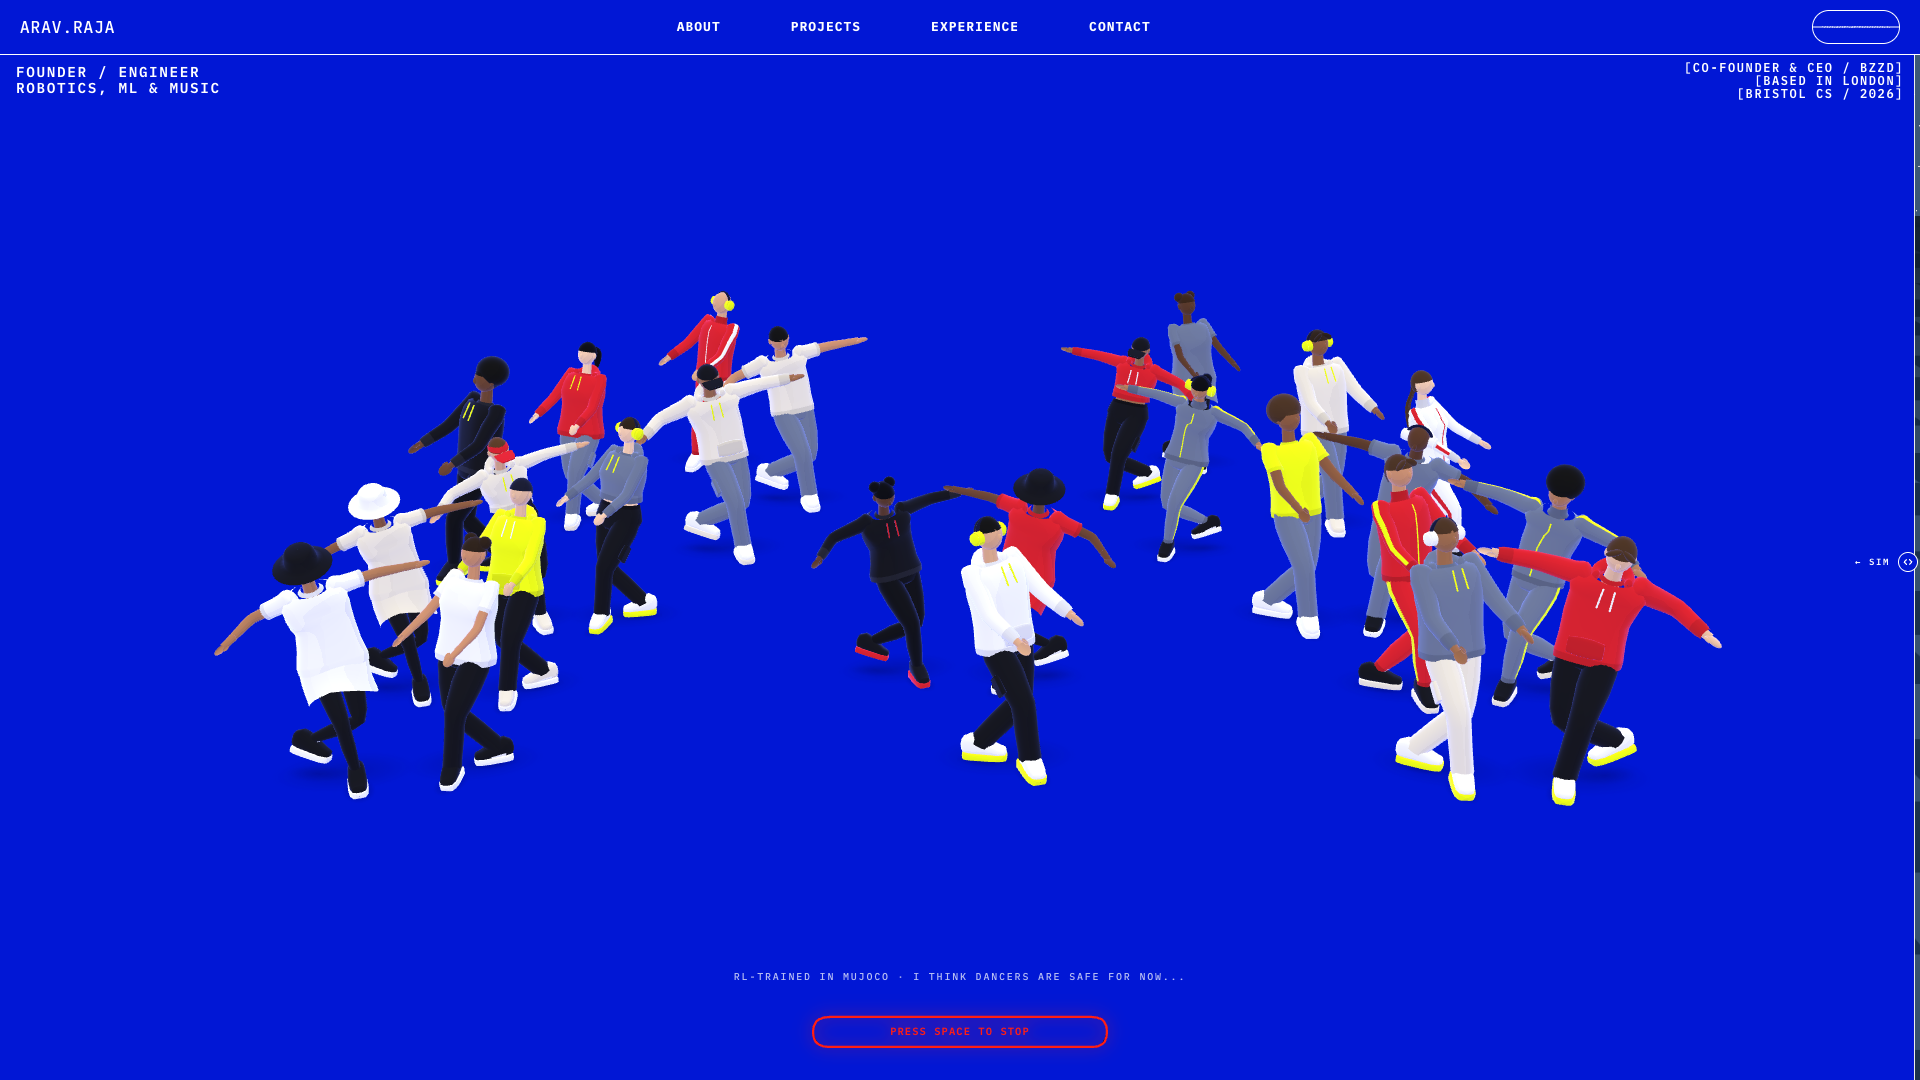 ARAV.RAJA
ABOUT
PROJECTS
EXPERIENCE
CONTACT
FOUNDER / ENGINEER
ROBOTICS, ML & MUSIC
[CO-FOUNDER & CEO / BZZD]
[BASED IN LONDON]
[BRISTOL CS / 2026]
← SIM
RL-TRAINED IN MUJOCO · I THINK DANCERS ARE SAFE FOR NOW...
PRESS SPACE TO STOP